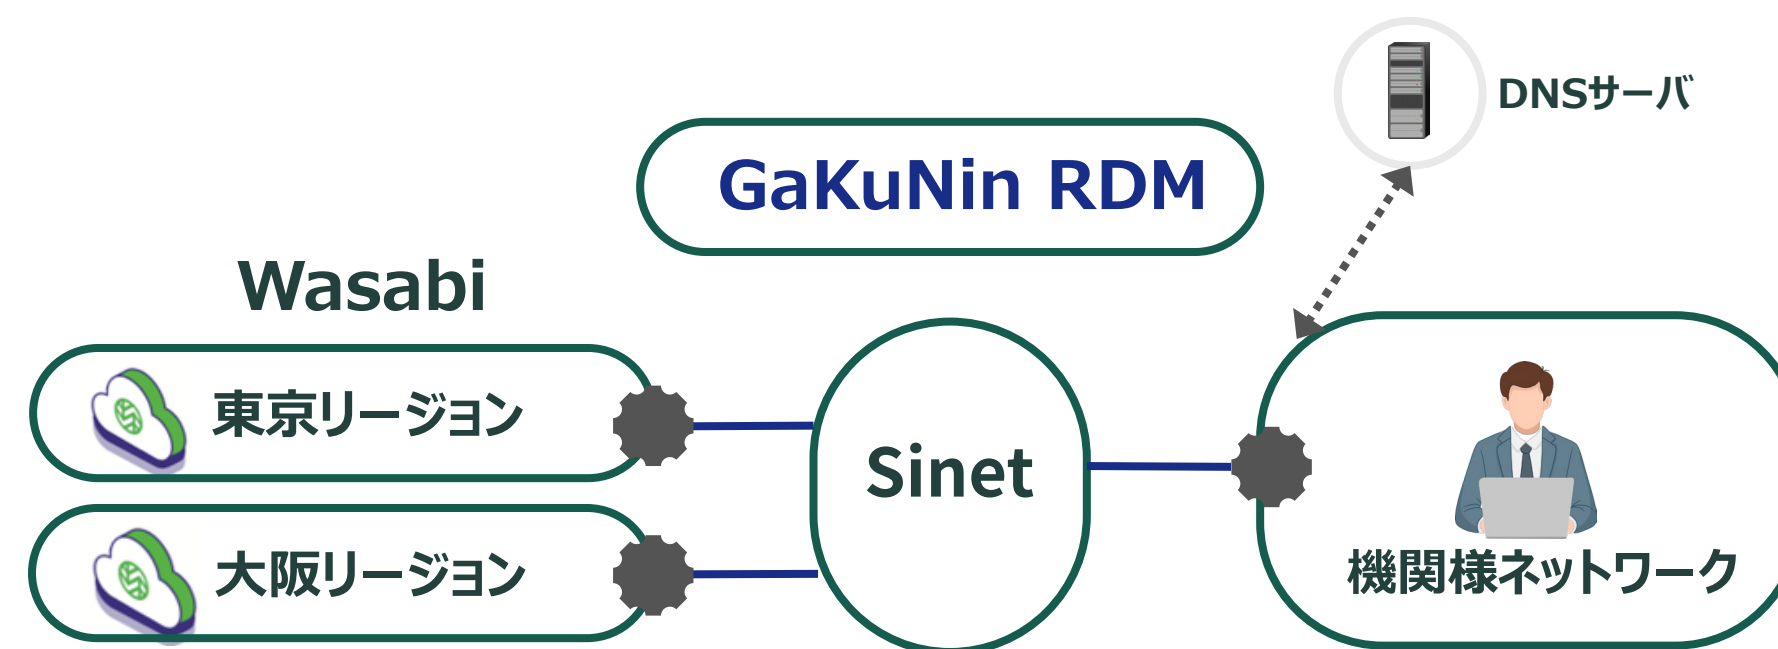 DNSサーバ
GaKuNin RDM
Wasabi
東京リージョン
Sinet
大阪リージョン
機関様ネットワーク